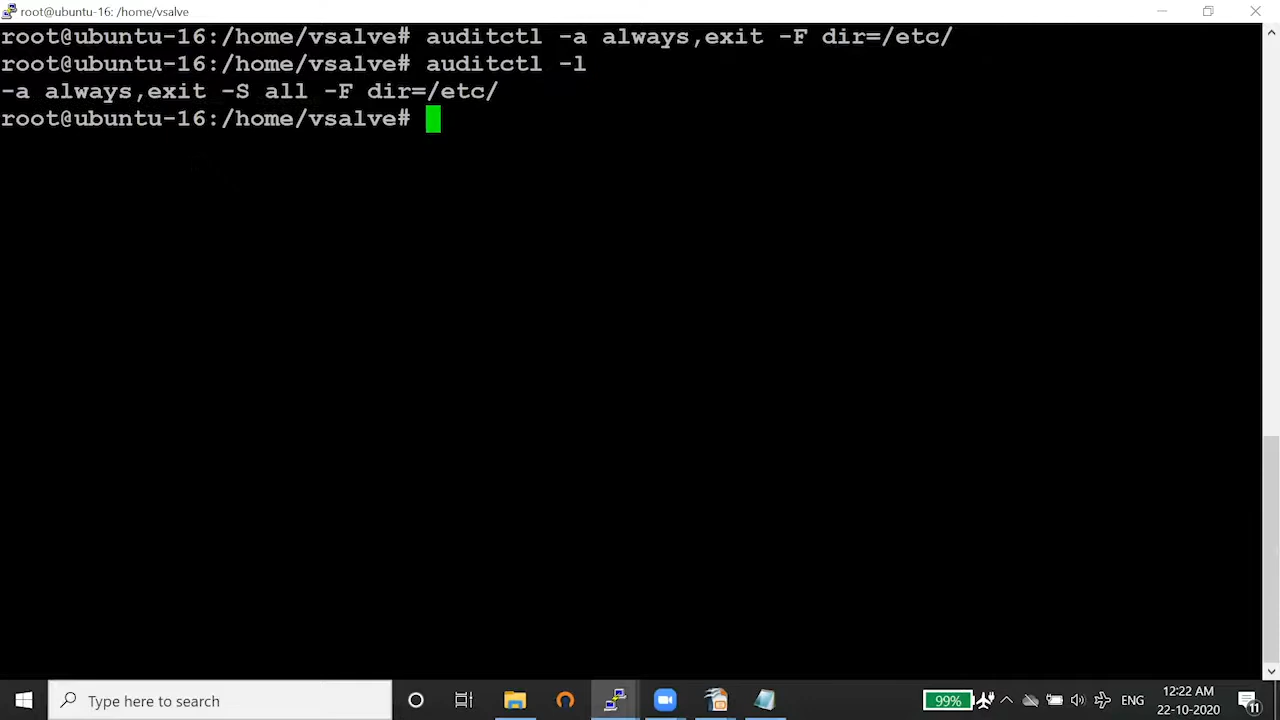 root@ubuntu-16: /home/vsalve
root@ubuntu-16:/home/vsalve# auditctl -a always,exit -F dir=/etc/
root@ubuntu-16:/home/vsalve# auditctl -l
-a always,exit -S all -F dir=/etc/
root@ubuntu-16:/home/vsalve#
Type here to search
99%
ENG
12:22 AM
22-10-2020
11